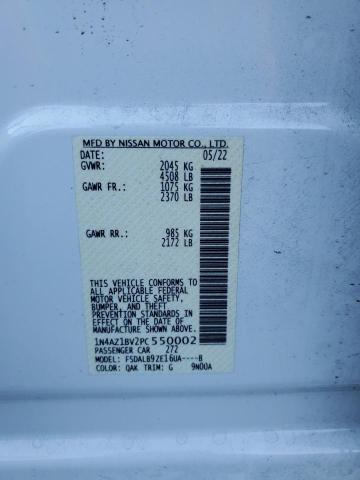 MFD BY NISSAN MOTOR CO., LTD.
DATE: 05/22
GVWR: 2045 KG
4508 LB
GAWR FR.: 1075 KG
2370 LB
GAWR RR.: 985 KG
2172 LB
THIS VEHICLE CONFORMS TO
ALL APPLICABLE FEDERAL
MOTOR VEHICLE SAFETY,
BUMPER, AND THEFT
PREVENTION STANDARDS IN
EFFECT ON THE DATE OF
MANUFACTURE SHOWN ABOVE.
1N4AZ1BV2PC550002
PASSENGER CAR 272
MODEL: FSDALB92E16UA----B
COLOR: QAK TRIM: G 9N00A